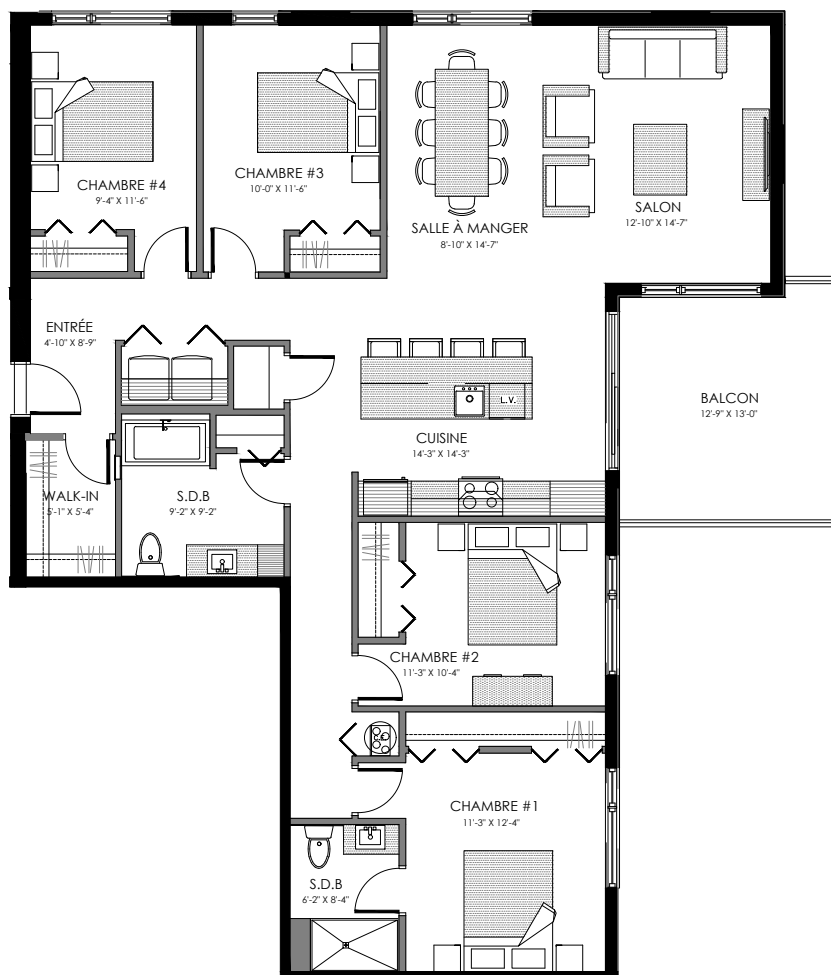 CHAMBRE #4
9'-4" X 11'-6"
CHAMBRE #3
10'-0" X 11'-6"
SALLE À MANGER
8'-10" X 14'-7"
SALON
12'-10" X 14'-7"
ENTRÉE
4'-10" X 8'-9"
BALCON
12'-9" X 13'-0"
L.V.
CUISINE
14'-3" X 14'-3"
WALK-IN
5'-1" X 5'-4"
S.D.B
9'-2" X 9'-2"
CHAMBRE #2
11'-3" X 10'-4"
CHAMBRE #1
11'-3" X 12'-4"
S.D.B
6'-2" X 8'-4"